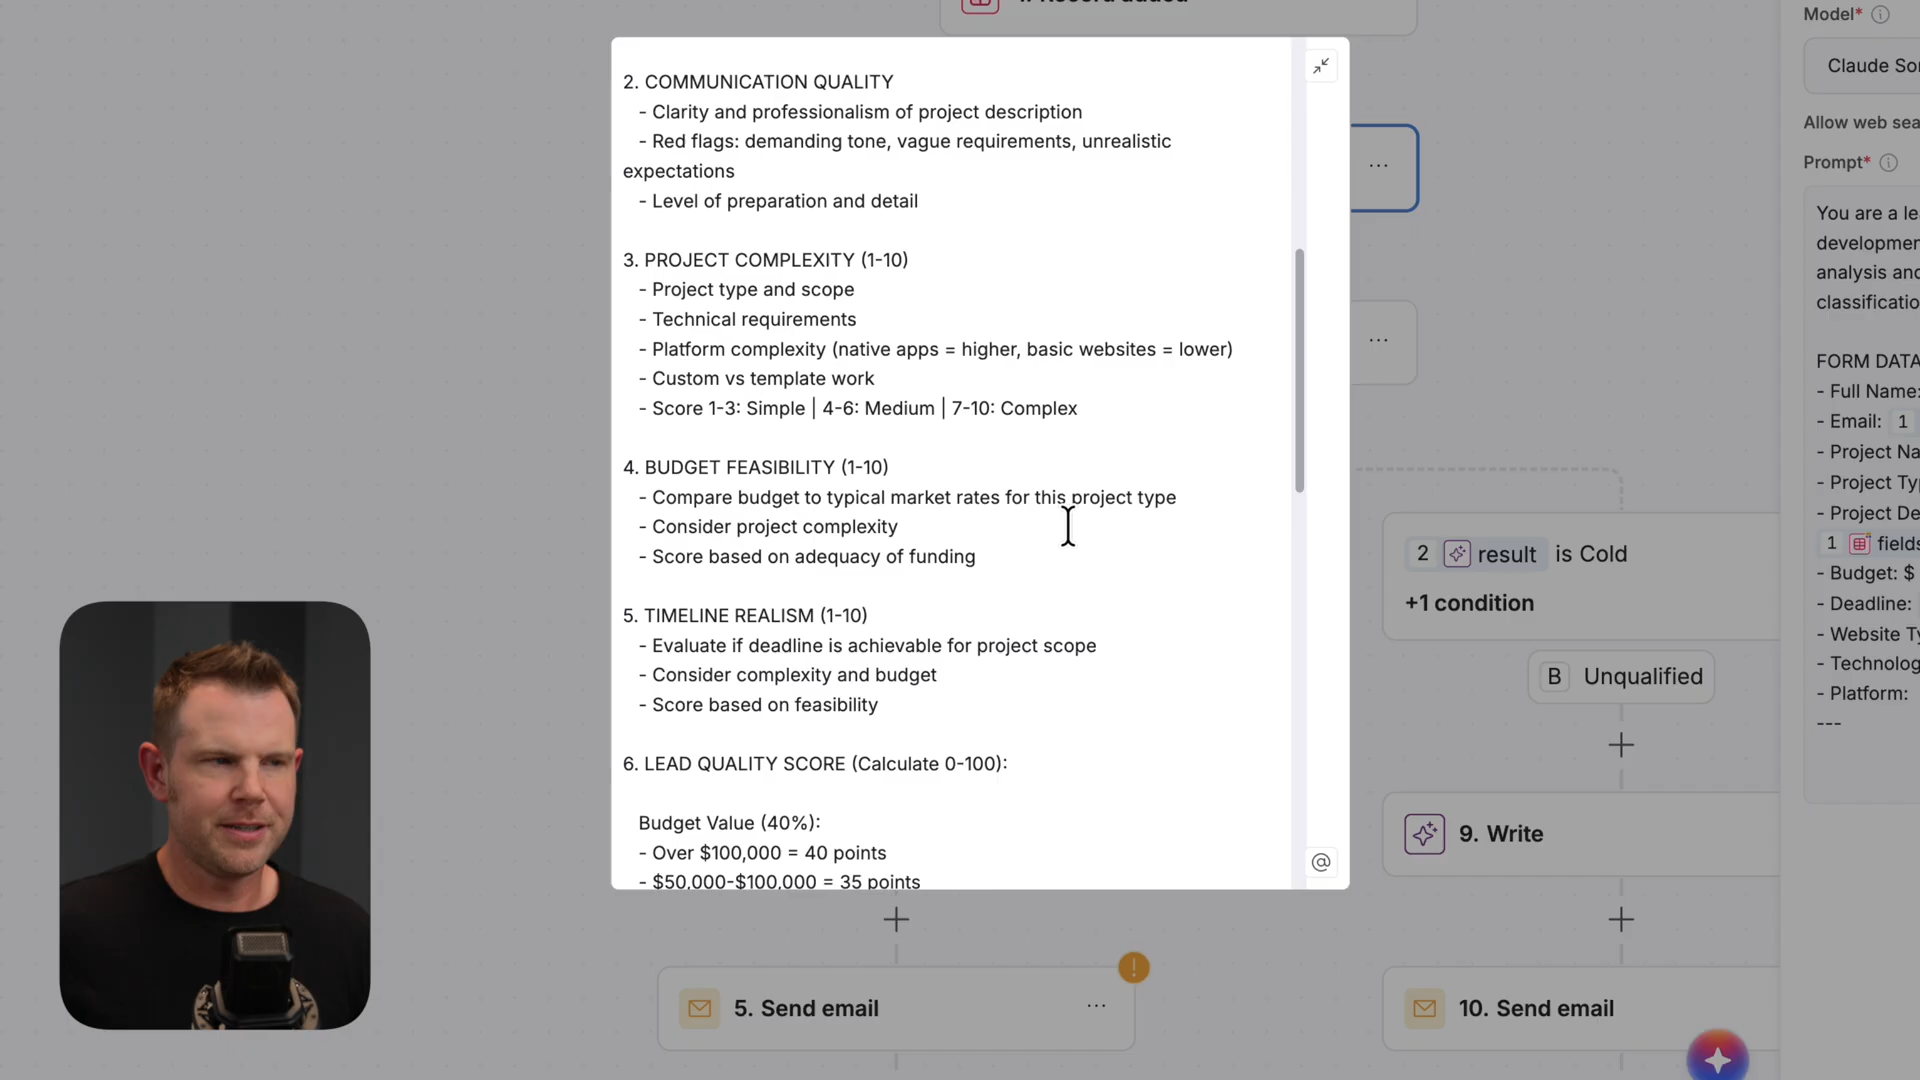 2. COMMUNICATION QUALITY
- Clarity and professionalism of project description
- Red flags: demanding tone, vague requirements, unrealistic
expectations
- Level of preparation and detail
3. PROJECT COMPLEXITY (1-10)
- Project type and scope
- Technical requirements
- Platform complexity (native apps = higher, basic websites = lower)
- Custom vs template work
- Score 1-3: Simple | 4-6: Medium | 7-10: Complex
4. BUDGET FEASIBILITY (1-10)
- Compare budget to typical market rates for this project type
- Consider project complexity
- Score based on adequacy of funding
5. TIMELINE REALISM (1-10)
- Evaluate if deadline is achievable for project scope
- Consider complexity and budget
- Score based on feasibility
6. LEAD QUALITY SCORE (Calculate 0-100):
Budget Value (40%):
- Over $100,000 = 40 points
- $50,000-$100,000 = 35 points
@
5. Send email
2 result is Cold
+1 condition
B Unqualified
9. Write
10. Send email
Model*
Claude So
Allow web sea
Prompt*
You are a le
developmen
analysis and
classificatio
FORM DATA
- Full Name:
- Email: 1
- Project Na
- Project Typ
- Project De
1 fields
- Budget: $
- Deadline:
- Website Ty
- Technolog
- Platform:
---